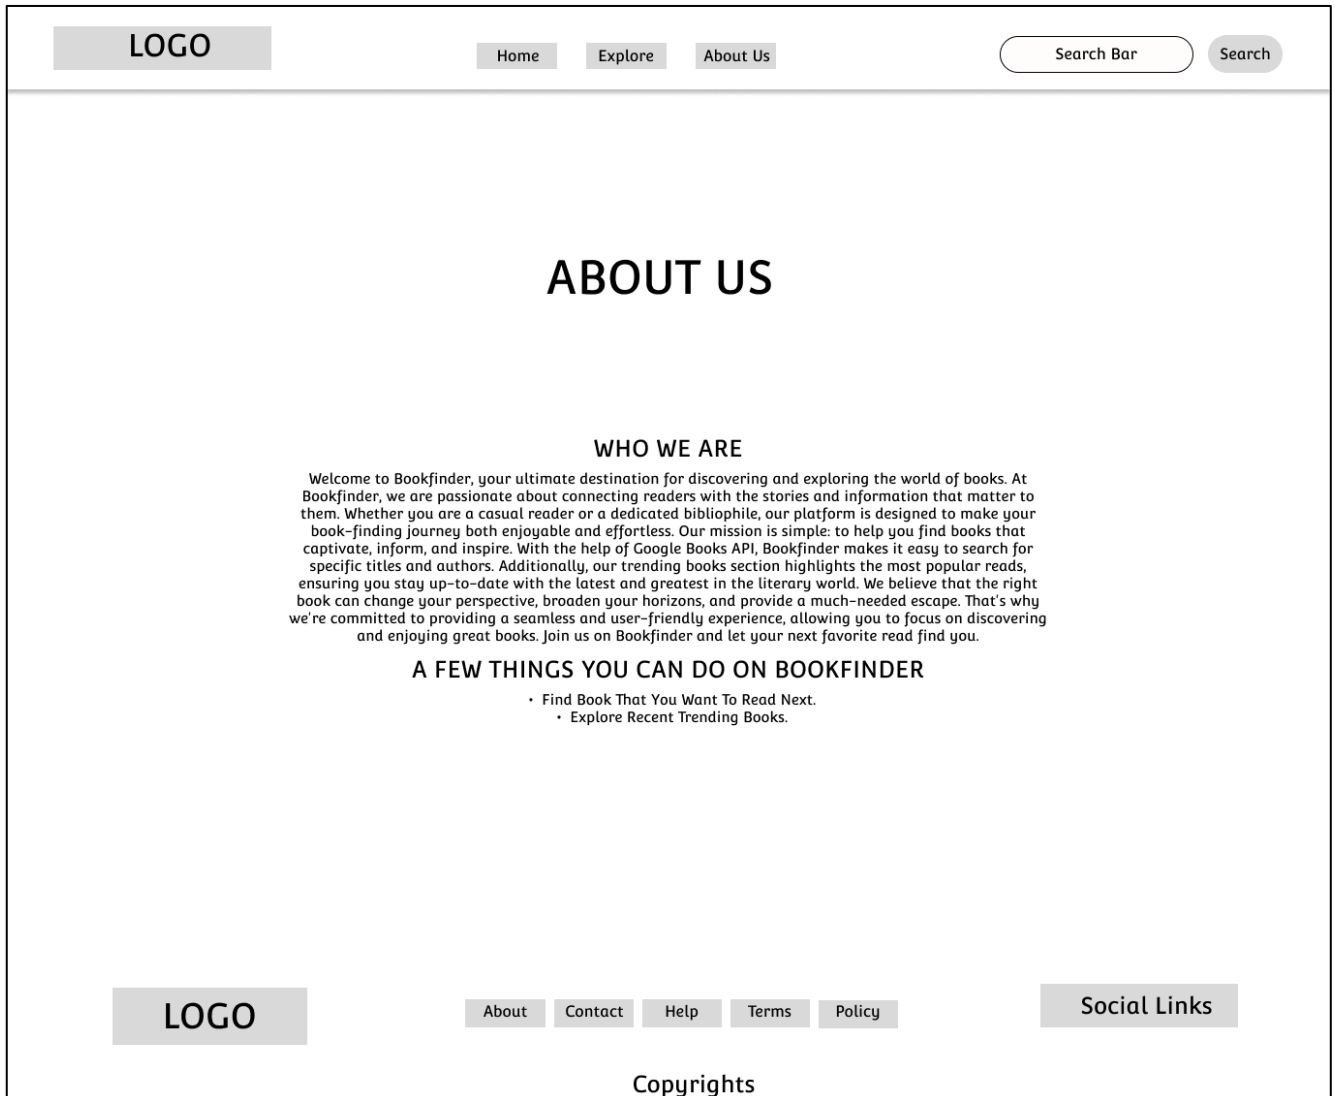 LOGO
Home
Explore
About Us
Search Bar
Search
ABOUT US
WHO WE ARE
Welcome to Bookfinder, your ultimate destination for discovering and exploring the world of books. At
Bookfinder, we are passionate about connecting readers with the stories and information that matter to
them. Whether you are a casual reader or a dedicated bibliophile, our platform is designed to make your
book-finding journey both enjoyable and effortless. Our mission is simple: to help you find books that
captivate, inform, and inspire. With the help of Google Books API, Bookfinder makes it easy to search for
specific titles and authors. Additionally, our trending books section highlights the most popular reads,
ensuring you stay up-to-date with the latest and greatest in the literary world. We believe that the right
book can change your perspective, broaden your horizons, and provide a much-needed escape. That's why
we're committed to providing a seamless and user-friendly experience, allowing you to focus on discovering
and enjoying great books. Join us on Bookfinder and let your next favorite read find you.
A FEW THINGS YOU CAN DO ON BOOKFINDER
• Find Book That You Want To Read Next.
• Explore Recent Trending Books.
LOGO
About
Contact
Help
Terms
Policy
Social Links
Copyrights